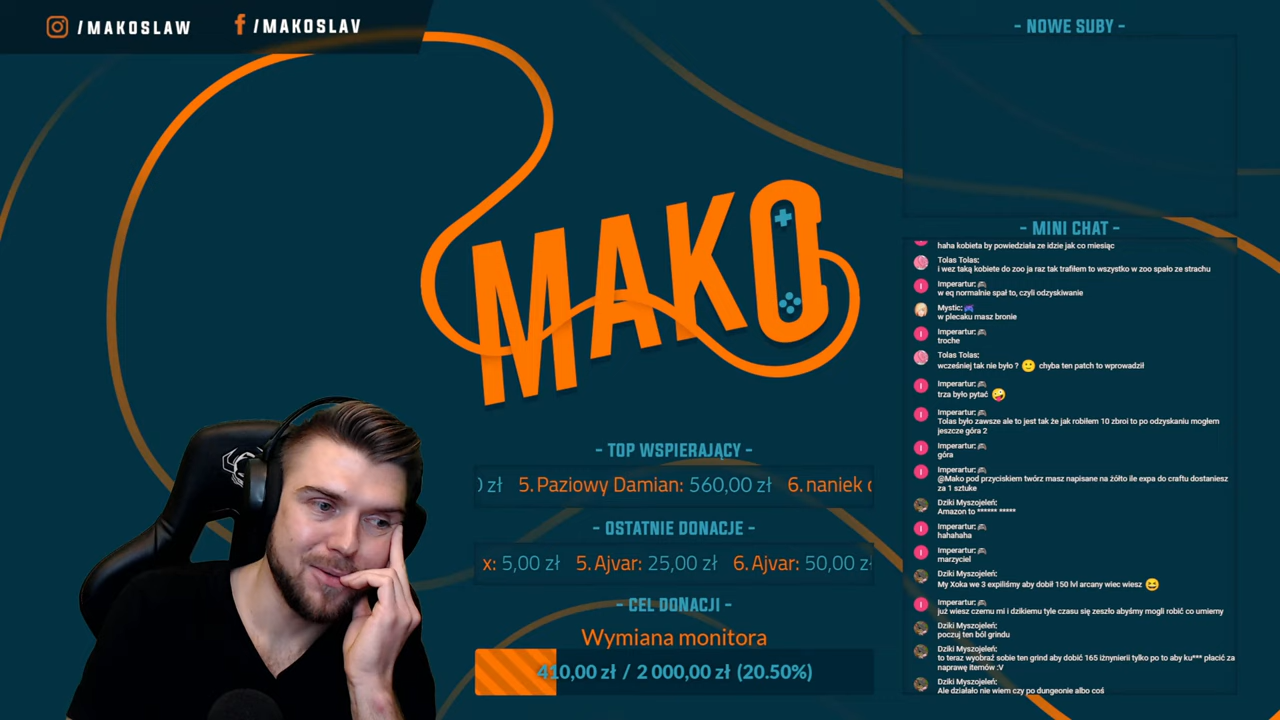 /MAKOSLAW
/MAKOSLAV
MAKO
- TOP WSPIERAJĄCY -
0 zł 5. Paziowy Damian: 560,00 zł 6. naniek
- OSTATNIE DONACJE -
x: 5,00 zł 5. Ajvar: 25,00 zł 6. Ajvar: 50,00 zł
- CEL DONACJI -
Wymiana monitora
410,00 zł / 2 000,00 zł (20.50%)
- NOWE SUBY -
- MINI CHAT -
haha kobieta by powiedziała ze idzie jak co miesiąc
Tolas Tolas:
i wez taką kobiete do zoo ja raz tak trafiłem to wszystko w zoo spało ze strachu
Imperartur:
w eq normalnie spał to, czyli odzyskiwanie
Mystic:
w plecaku masz bronie
Imperartur:
troche
Tolas Tolas:
wcześniej tak nie było ? 🙂 chyba ten patch to wprowadził
Imperartur:
trza było pytać 🤪
Imperartur:
Tolas było zawsze ale to jest tak że jak robiłem 10 zbroi to po odzyskaniu mogłem
jeszcze góra 2
Imperartur:
góra
Imperartur:
@Mako pod przyciskiem twórz masz napisane na żółto ile expa do craftu dostaniesz
za 1 sztuke
Dziki Myszojeleń:
Amazon to ****** *****
Imperartur:
hahahaha
Imperartur:
marzyciel
Dziki Myszojeleń:
My Xoka we 3 expiliśmy aby dobił 150 lvl arcany wiec wiesz 😆
Imperartur:
już wiesz czemu mi i dzikiemu tyle czasu się zeszło abyśmy mogli robić co umierny
Dziki Myszojeleń:
poczuj ten ból grindu
Dziki Myszojeleń:
to teraz wyobraź sobie ten grind aby dobić 165 iżnynierii tylko po to aby ku*** płacić za
naprawę itemów :V
Dziki Myszojeleń:
Ale działało nie wiem czy po dungeonie albo coś